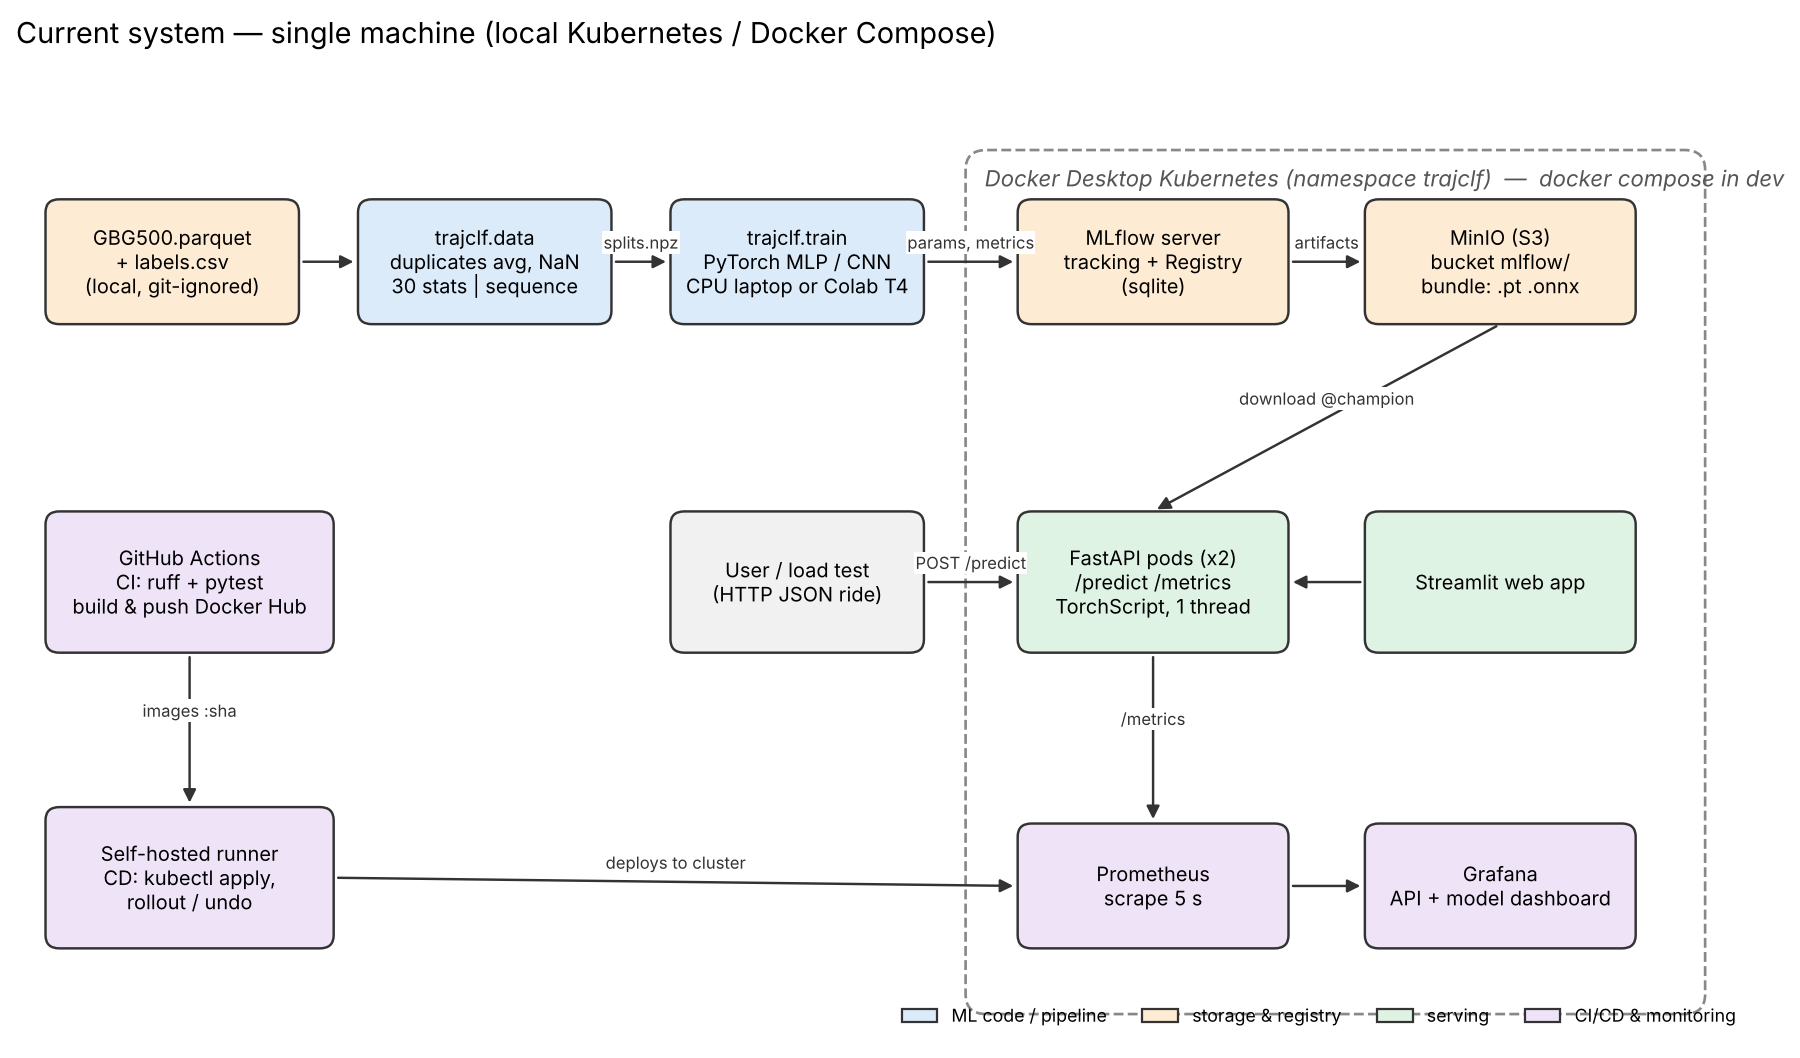 Current system — single machine (local Kubernetes / Docker Compose)
Docker Desktop Kubernetes (namespace trajclf) — docker compose in dev
GBG500.parquet
+ labels.csv
(local, git-ignored)
trajclf.data
duplicates avg, NaN
30 stats | sequence
splits.npz
trajclf.train
PyTorch MLP / CNN
CPU laptop or Colab T4
params, metrics
MLflow server
tracking + Registry
(sqlite)
artifacts
MinIO (S3)
bucket mlflow/
bundle: .pt .onnx
download @champion
GitHub Actions
CI: ruff + pytest
build & push Docker Hub
User / load test
(HTTP JSON ride)
POST /predict
FastAPI pods (x2)
/predict /metrics
TorchScript, 1 thread
Streamlit web app
images :sha
/metrics
Self-hosted runner
CD: kubectl apply,
rollout / undo
deploys to cluster
Prometheus
scrape 5 s
Grafana
API + model dashboard
ML code / pipeline
storage & registry
serving
CI/CD & monitoring